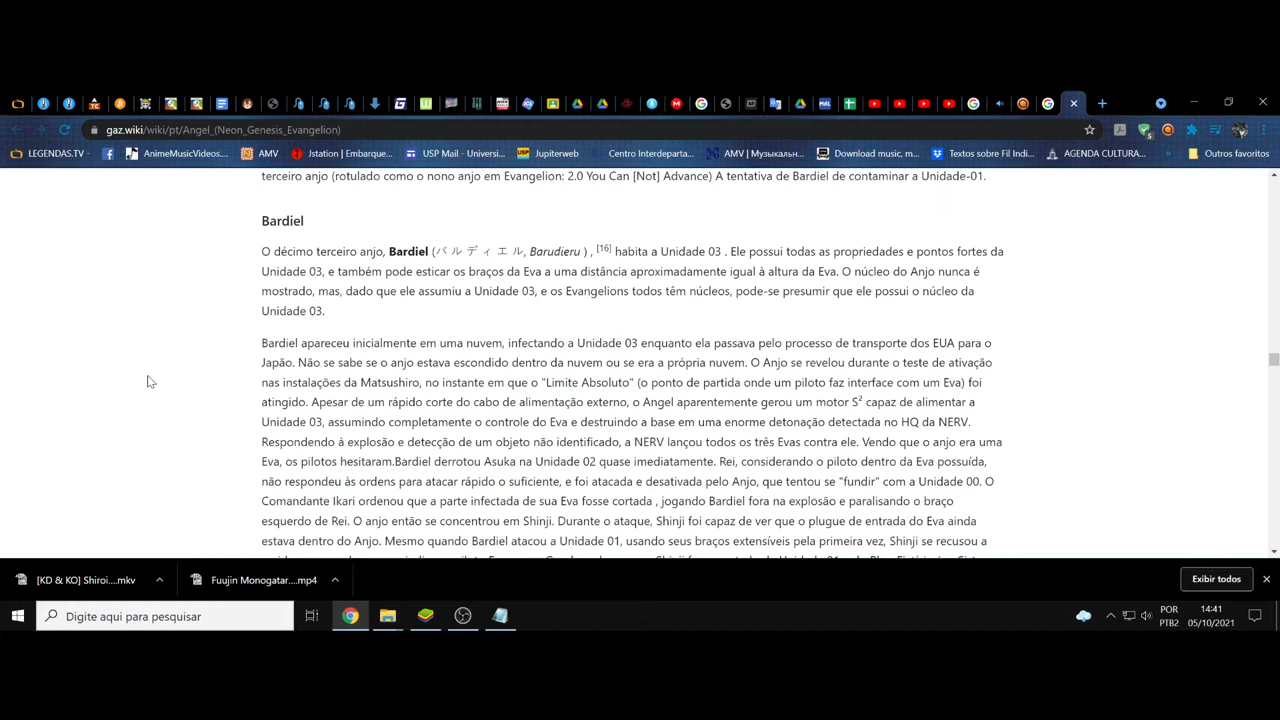 gaz.wiki/wiki/pt/Angel_(Neon_Genesis_Evangelion)
LEGENDAS.TV -
AnimeMusicVideos...
AMV
Jstation | Embarque...
USP Mail - Universi...
Jupiterweb
Centro Interdeparta...
AMV | Музыкальн...
Download music, m...
Textos sobre Fil Indi...
AGENDA CULTURA...
»
Outros favoritos
terceiro anjo (rotulado como o nono anjo em Evangelion: 2.0 You Can [Not] Advance) A tentativa de Bardiel de contaminar a Unidade-01.
Bardiel
O décimo terceiro anjo, Bardiel (バ ル デ ィ エ ル, Barudieru ) , [16] habita a Unidade 03 . Ele possui todas as propriedades e pontos fortes da
Unidade 03, e também pode esticar os braços da Eva a uma distância aproximadamente igual à altura da Eva. O núcleo do Anjo nunca é
mostrado, mas, dado que ele assumiu a Unidade 03, e os Evangelions todos têm núcleos, pode-se presumir que ele possui o núcleo da
Unidade 03.
Bardiel apareceu inicialmente em uma nuvem, infectando a Unidade 03 enquanto ela passava pelo processo de transporte dos EUA para o
Japão. Não se sabe se o anjo estava escondido dentro da nuvem ou se era a própria nuvem. O Anjo se revelou durante o teste de ativação
nas instalações da Matsushiro, no instante em que o "Limite Absoluto" (o ponto de partida onde um piloto faz interface com um Eva) foi
atingido. Apesar de um rápido corte do cabo de alimentação externo, o Angel aparentemente gerou um motor S² capaz de alimentar a
Unidade 03, assumindo completamente o controle do Eva e destruindo a base em uma enorme detonação detectada no HQ da NERV.
Respondendo à explosão e detecção de um objeto não identificado, a NERV lançou todos os três Evas contra ele. Vendo que o anjo era uma
Eva, os pilotos hesitaram.Bardiel derrotou Asuka na Unidade 02 quase imediatamente. Rei, considerando o piloto dentro da Eva possuída,
não respondeu às ordens para atacar rápido o suficiente, e foi atacada e desativada pelo Anjo, que tentou se "fundir" com a Unidade 00. O
Comandante Ikari ordenou que a parte infectada de sua Eva fosse cortada , jogando Bardiel fora na explosão e paralisando o braço
esquerdo de Rei. O anjo então se concentrou em Shinji. Durante o ataque, Shinji foi capaz de ver que o plugue de entrada do Eva ainda
estava dentro do Anjo. Mesmo quando Bardiel atacou a Unidade 01, usando seus braços extensíveis pela primeira vez, Shinji se recusou a
[KD & KO] Shiroi....mkv
Fuujin Monogatar....mp4
Exibir todos
Digite aqui para pesquisar
POR
PTB2
14:41
05/10/2021